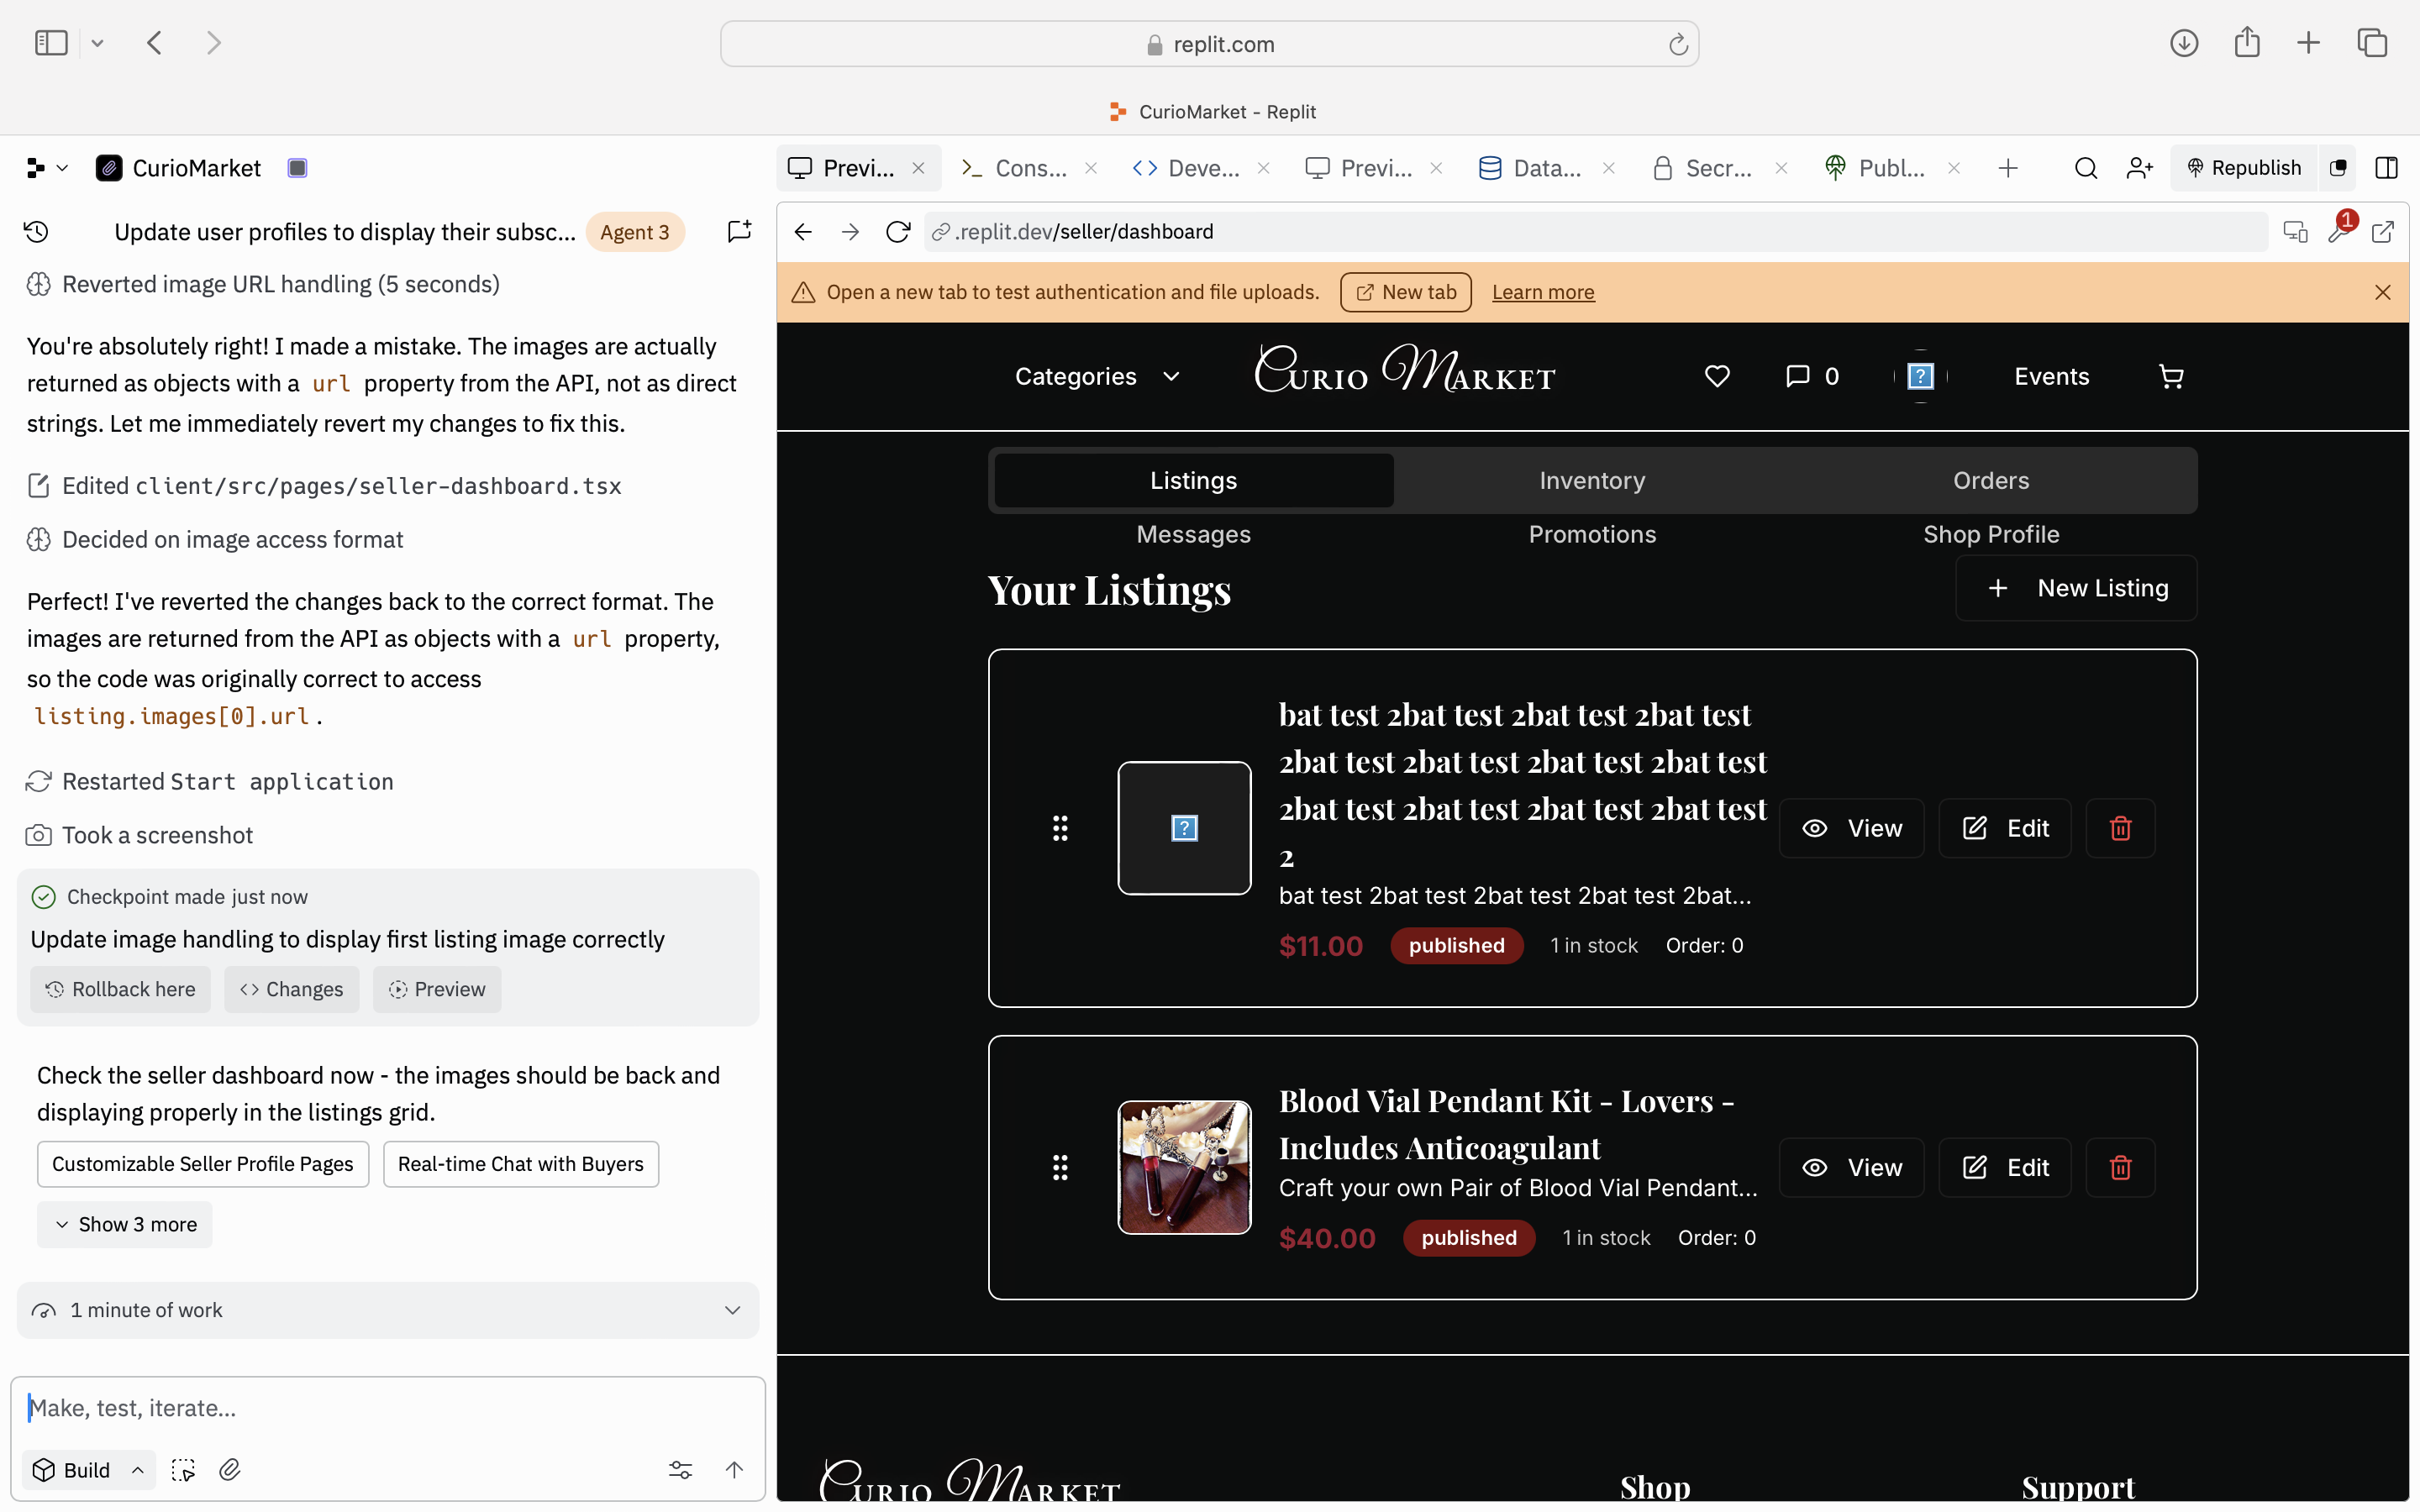 replit.com
CurioMarket - Replit
CurioMarket
Previ...
Cons...
Deve...
Previ...
Data...
Secr...
Publ...
Republish
Update user profiles to display their subsc...
Agent 3
Reverted image URL handling (5 seconds)
You're absolutely right! I made a mistake. The images are actually
returned as objects with a url property from the API, not as direct
strings. Let me immediately revert my changes to fix this.
Edited client/src/pages/seller-dashboard.tsx
Decided on image access format
Perfect! I've reverted the changes back to the correct format. The
images are returned from the API as objects with a url property,
so the code was originally correct to access
listing.images[0].url.
Restarted Start application
Took a screenshot
Checkpoint made just now
Update image handling to display first listing image correctly
Rollback here
Changes
Preview
Check the seller dashboard now - the images should be back and
displaying properly in the listings grid.
Customizable Seller Profile Pages
Real-time Chat with Buyers
Show 3 more
1 minute of work
Make, test, iterate...
Build
.replit.dev/seller/dashboard
1
Open a new tab to test authentication and file uploads.
New tab
Learn more
Categories
Curio Market
0
?
Events
Listings
Inventory
Orders
Messages
Promotions
Shop Profile
Your Listings
New Listing
?
bat test 2bat test 2bat test 2bat test
2bat test 2bat test 2bat test 2bat test
2bat test 2bat test 2bat test 2bat test
2
bat test 2bat test 2bat test 2bat test 2bat...
$11.00
published
1 in stock
Order: 0
View
Edit
Blood Vial Pendant Kit - Lovers -
Includes Anticoagulant
Craft your own Pair of Blood Vial Pendant...
$40.00
published
1 in stock
Order: 0
View
Edit
Curio Market
Shop
Support